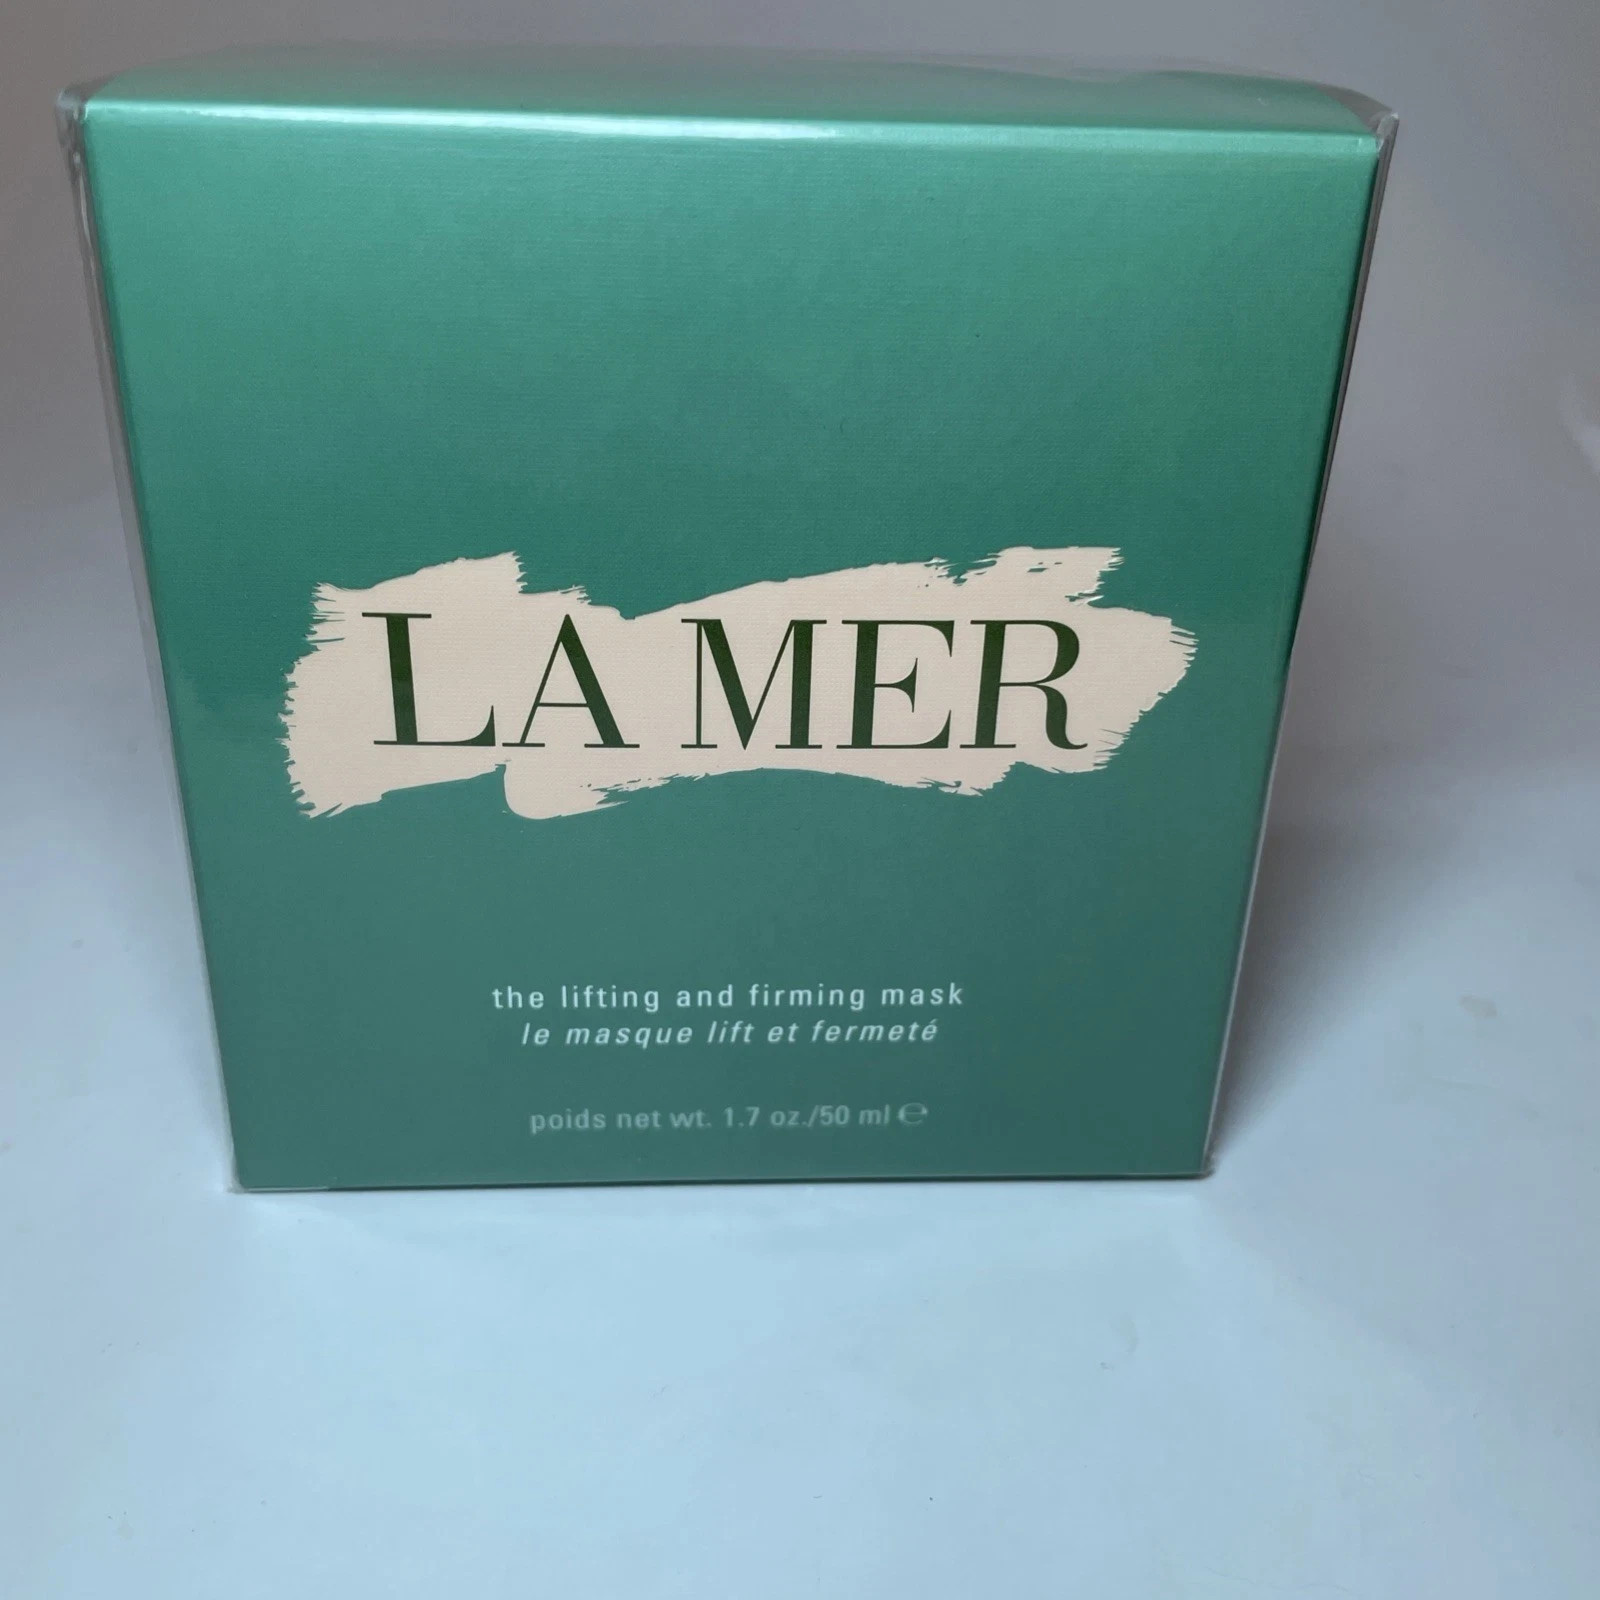 LA MER
the lifting and firming mask
le masque lift et fermeté
poids net wt. 1.7 oz./50 ml ℮